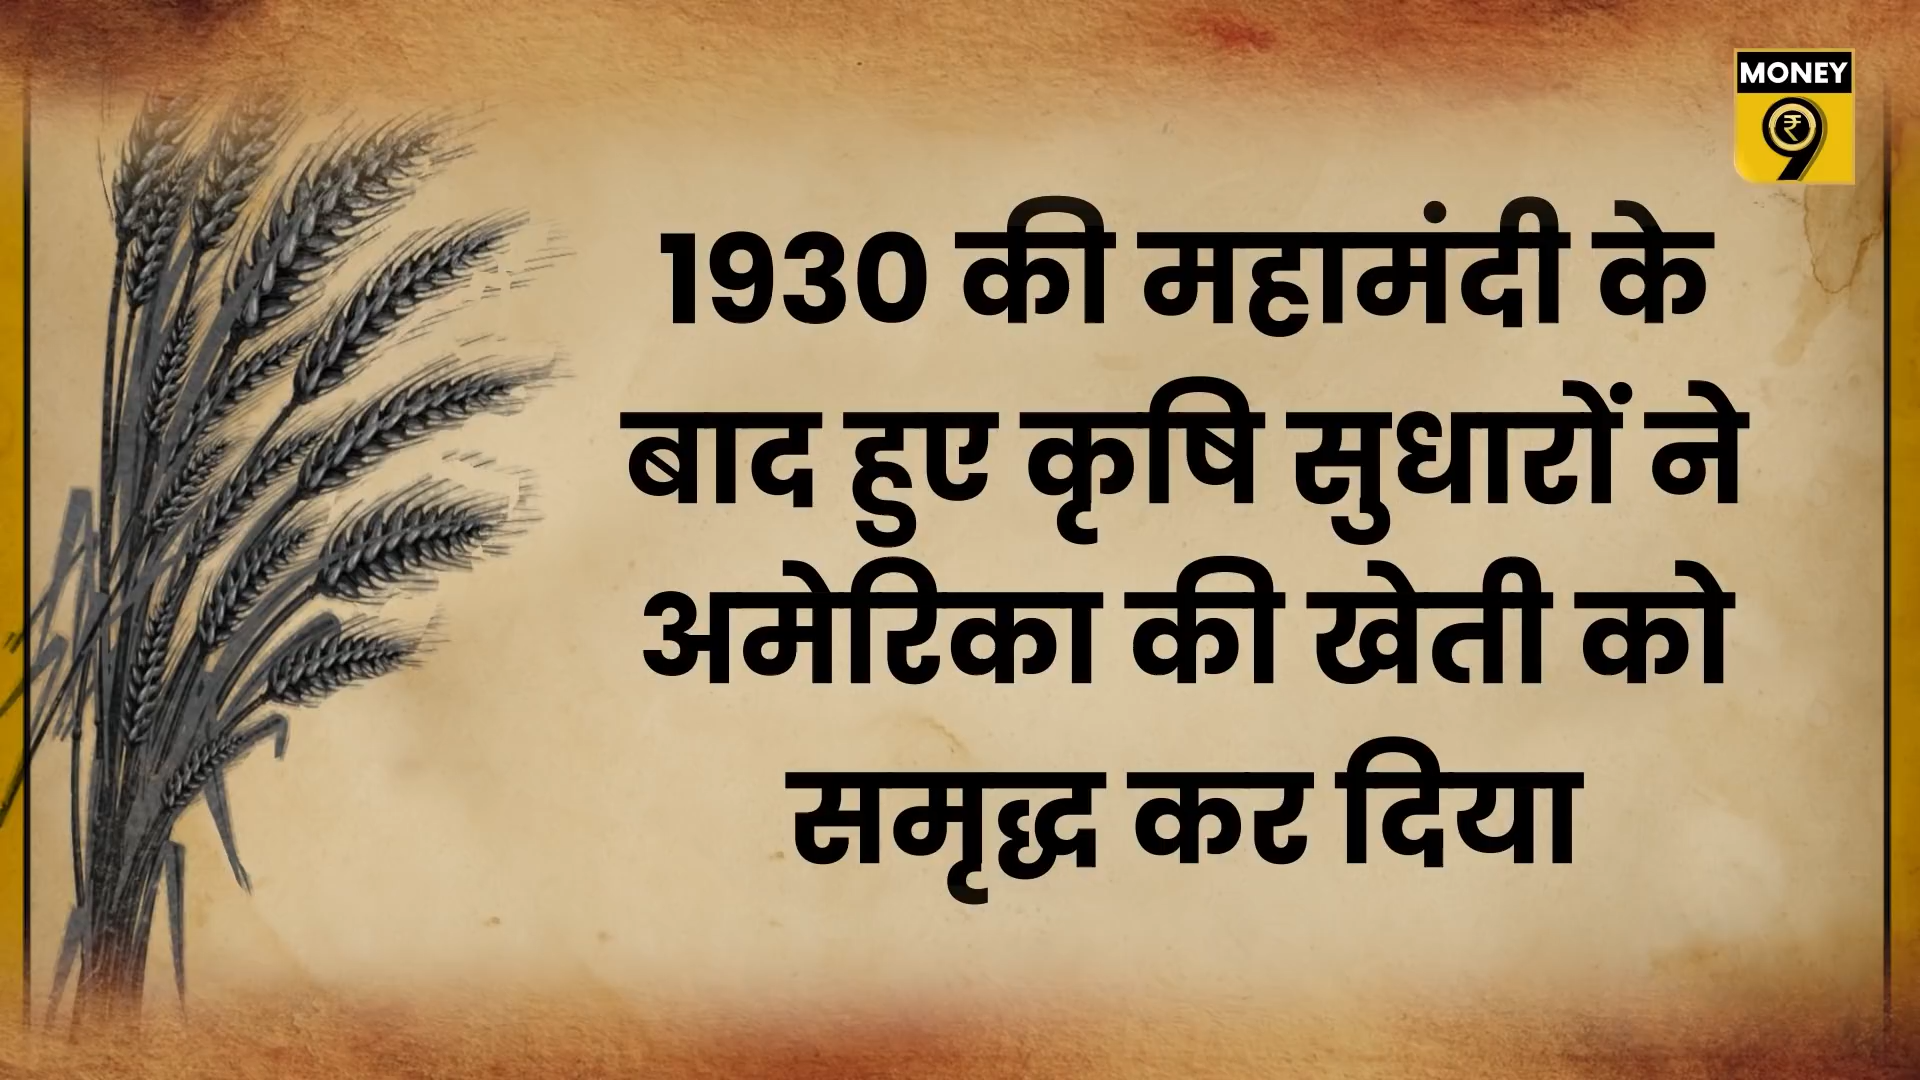 MONEY
9
1930 की महामंदी के
बाद हुए कृषि सुधारों ने
अमेरिका की खेती को
समृद्ध कर दिया